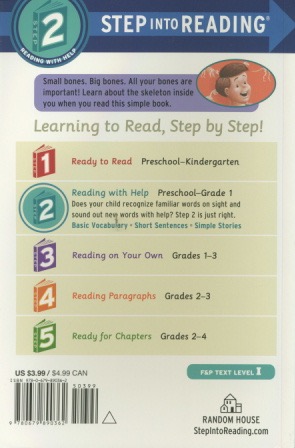 2
READING WITH HELP
STEP INTO READING®
Small bones. Big bones. All your bones are
important! Learn about the skeleton inside
you when you read this simple book.
Learning to Read, Step by Step!
1 Ready to Read Preschool–Kindergarten
2 Reading with Help Preschool–Grade 1
Does your child recognize familiar words on sight and
sound out new words with help? Step 2 is just right.
Basic Vocabulary • Short Sentences • Simple Stories
3 Reading on Your Own Grades 1–3
4 Reading Paragraphs Grades 2–3
5 Ready for Chapters Grades 2–4
US $3.99 / $4.99 CAN
F&P TEXT LEVEL I
ISBN 978-0-679-89036-2
50399
9 780679 890362
RANDOM HOUSE
StepIntoReading.com